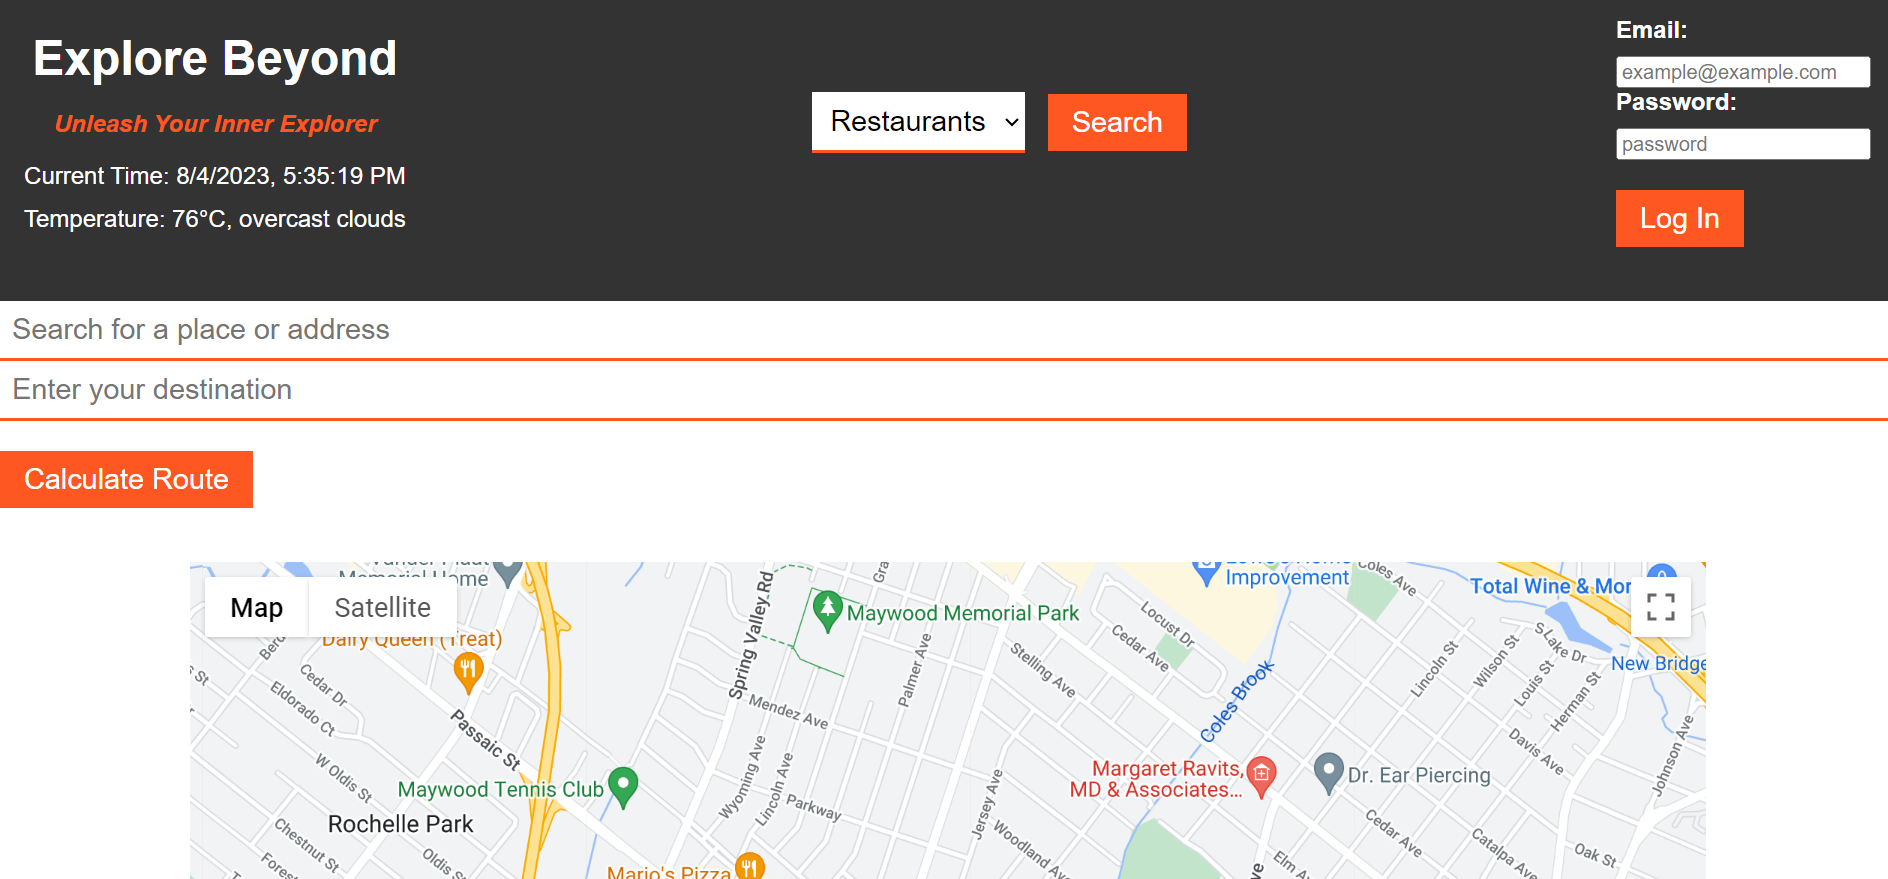 Explore Beyond
Unleash Your Inner Explorer
Current Time: 8/4/2023, 5:35:19 PM
Temperature: 76°C, overcast clouds
Restaurants
Search
Email:
example@example.com
Password:
password
Log In
Search for a place or address
Enter your destination
Calculate Route
Map
Satellite
Memorial Home
Dairy Queen (Treat)
Cedar Dr
Eldorado Ct
W Oldis St
Passaic St
Maywood Tennis Club
Rochelle Park
Chestnut St
Oldis
Mario's Pizza
Spring Valley Rd
Maywood Memorial Park
Palmer Ave
Mendez Ave
Wyoming Ave
Lincoln Ave
Parkway
Jersey Ave
Woodland Av
Stelling Ave
Cedar Ave
Locust Dr
Coles Brook
Improvement
Coles Ave
Total Wine & Mor
S Lake Dr
New Bridge
Lincoln St
Wilson St
Louis St
Herman St
Davis Ave
Johnson Ave
Margaret Ravits,
MD & Associates...
Dr. Ear Piercing
Cedar Ave
Catalpa Ave
Oak St
Elm A